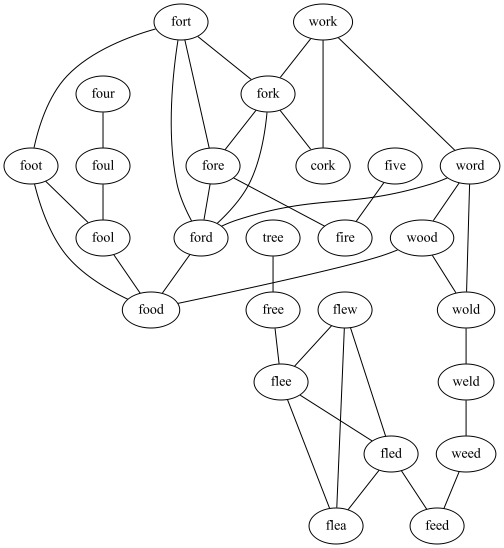 fort work
four fork
foot foul fore cork five word
fool ford tree fire wood
food free flew wold
flee weld
fled weed
flea feed